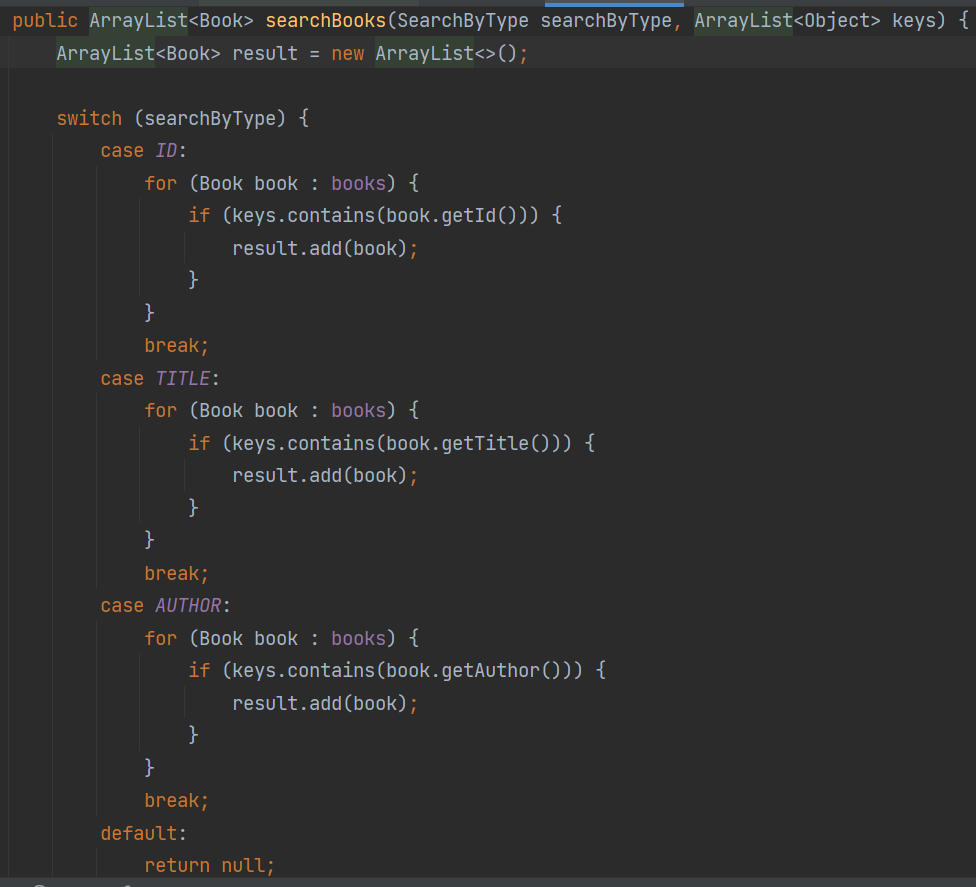 public ArrayList<Book> searchBooks(SearchByType searchByType, ArrayList<Object> keys) {
    ArrayList<Book> result = new ArrayList<>();

    switch (searchByType) {
        case ID:
            for (Book book : books) {
                if (keys.contains(book.getId())) {
                    result.add(book);
                }
            }
            break;
        case TITLE:
            for (Book book : books) {
                if (keys.contains(book.getTitle())) {
                    result.add(book);
                }
            }
            break;
        case AUTHOR:
            for (Book book : books) {
                if (keys.contains(book.getAuthor())) {
                    result.add(book);
                }
            }
            break;
        default:
            return null;